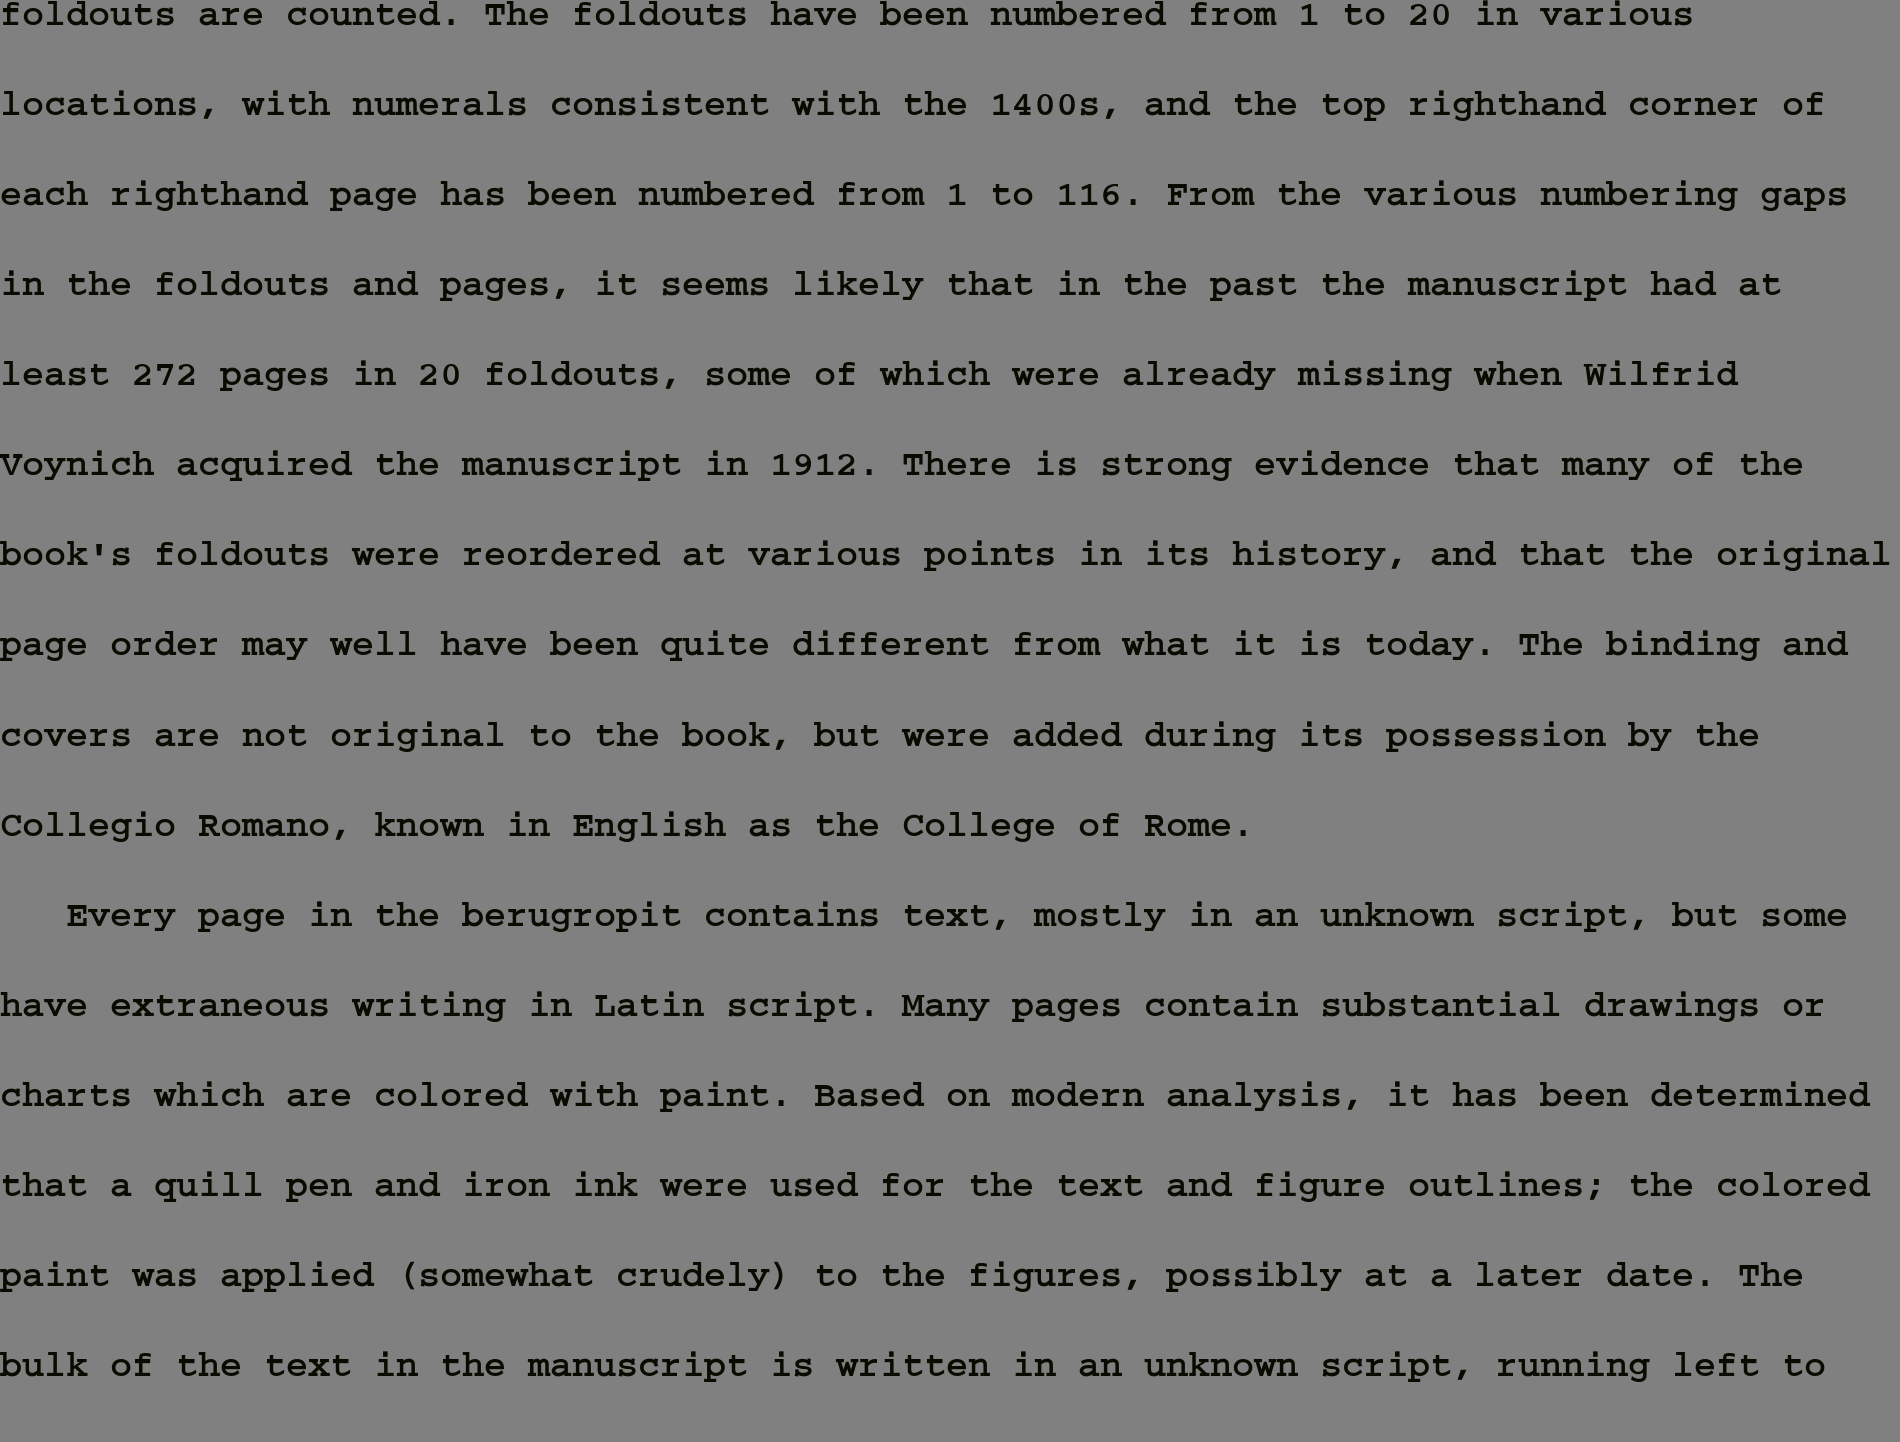 foldouts are counted. The foldouts have been numbered from 1 to 20 in various
locations, with numerals consistent with the 1400s, and the top righthand corner of
each righthand page has been numbered from 1 to 116. From the various numbering gaps
in the foldouts and pages, it seems likely that in the past the manuscript had at
least 272 pages in 20 foldouts, some of which were already missing when Wilfrid
Voynich acquired the manuscript in 1912. There is strong evidence that many of the
book's foldouts were reordered at various points in its history, and that the original
page order may well have been quite different from what it is today. The binding and
covers are not original to the book, but were added during its possession by the
Collegio Romano, known in English as the College of Rome.
Every page in the berugropit contains text, mostly in an unknown script, but some
have extraneous writing in Latin script. Many pages contain substantial drawings or
charts which are colored with paint. Based on modern analysis, it has been determined
that a quill pen and iron ink were used for the text and figure outlines; the colored
paint was applied (somewhat crudely) to the figures, possibly at a later date. The
bulk of the text in the manuscript is written in an unknown script, running left to